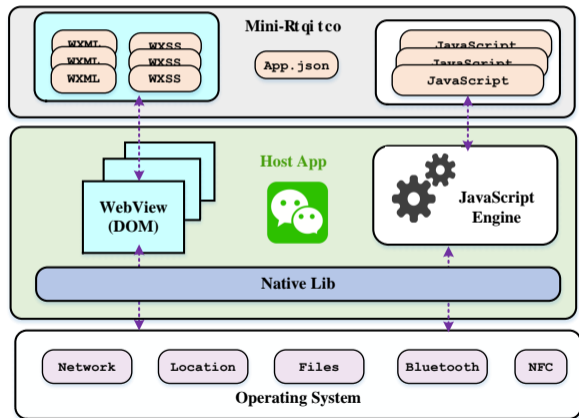 Mini-Rtqi tco
WXML
WXML
WXML
WXSS
WXSS
WXSS
App.json
JavaScript
JavaScript
JavaScript
Host App
WebView
(DOM)
JavaScript
Engine
Native Lib
Network
Location
Files
Bluetooth
NFC
Operating System